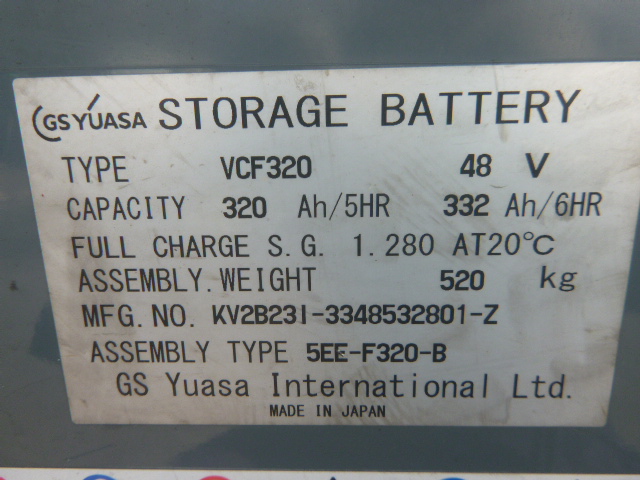 GS YUASA STORAGE BATTERY
TYPE VCF320 48 V
CAPACITY 320 Ah/5HR 332 Ah/6HR
FULL CHARGE S.G. 1.280 AT20°C
ASSEMBLY.WEIGHT 520 kg
MFG.NO. KV2B23I-3348532801-Z
ASSEMBLY TYPE 5EE-F320-B
GS Yuasa International Ltd.
MADE IN JAPAN